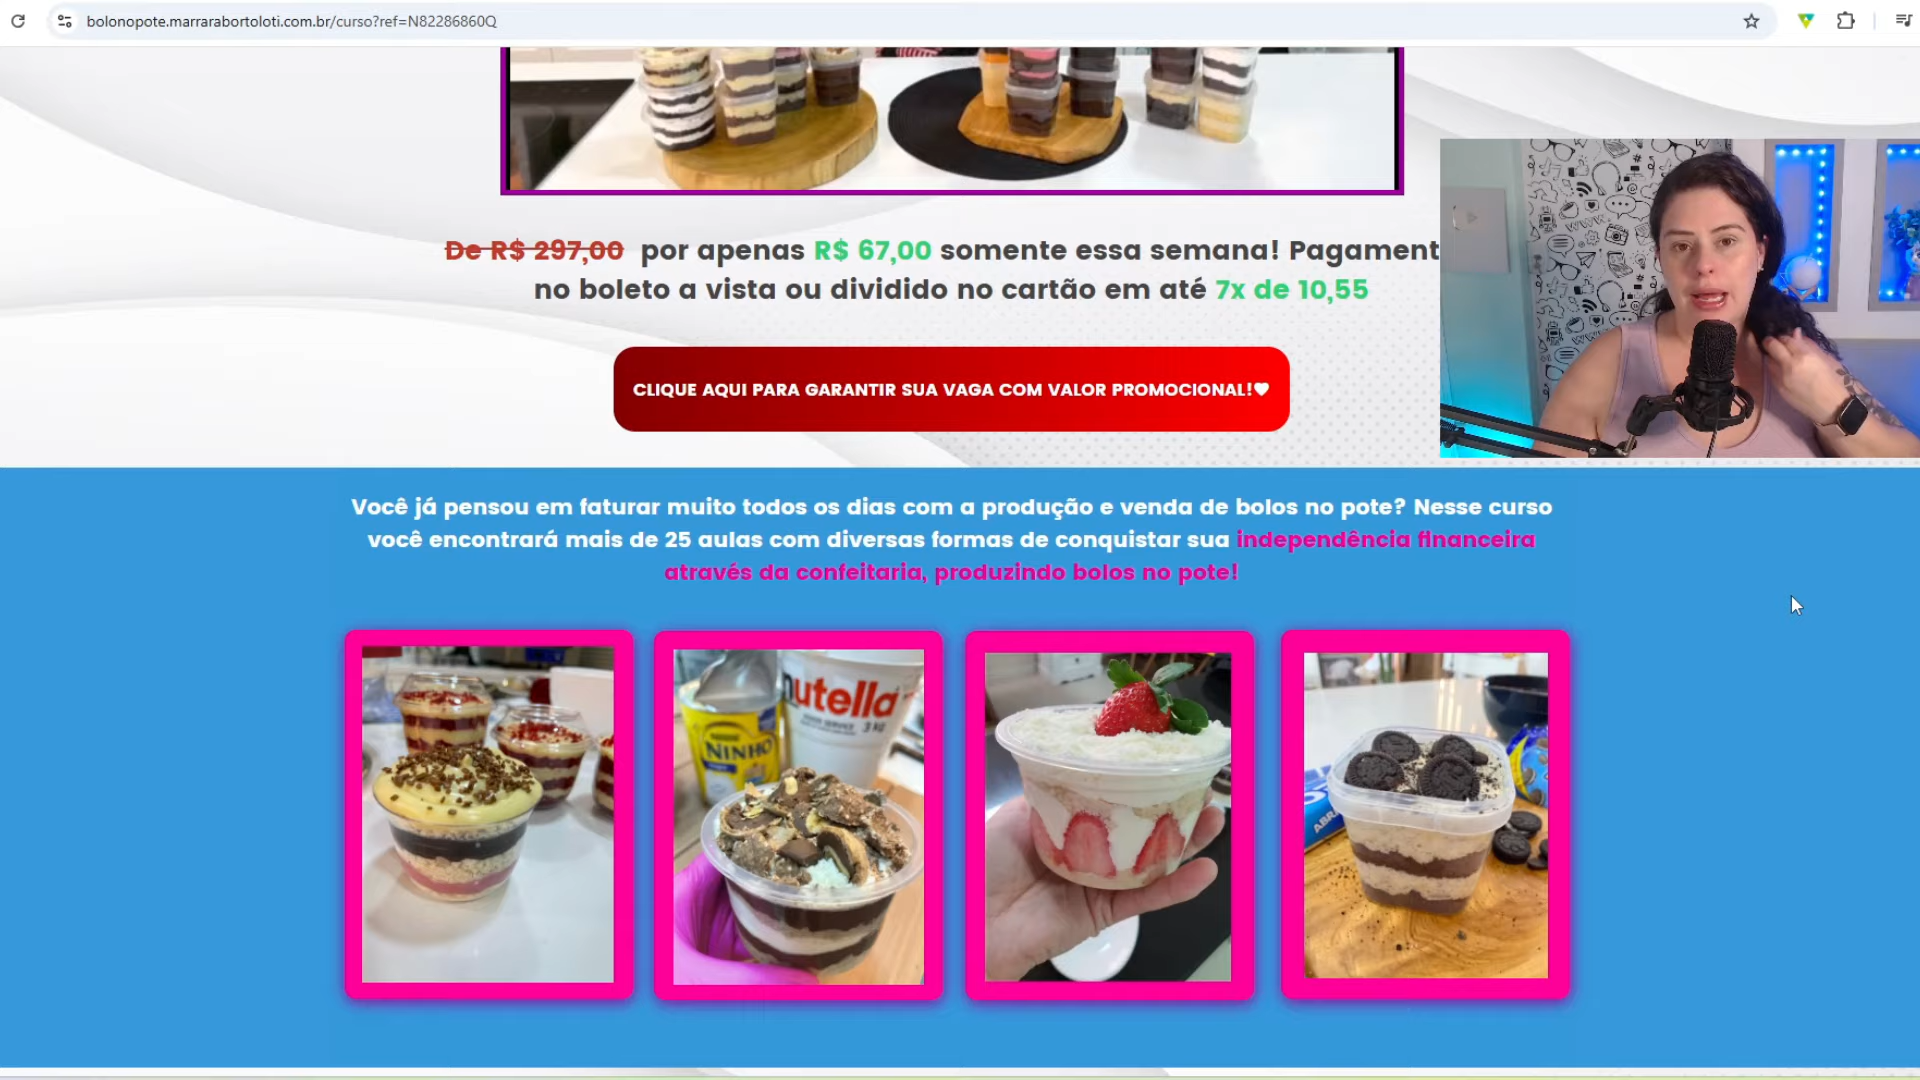 bolonopote.marrarabortoloti.com.br/curso?ref=N82286860Q
De R$ 297,00 por apenas R$ 67,00 somente essa semana! Pagament
no boleto a vista ou dividido no cartão em até 7x de 10,55
CLIQUE AQUI PARA GARANTIR SUA VAGA COM VALOR PROMOCIONAL!♥
Você já pensou em faturar muito todos os dias com a produção e venda de bolos no pote? Nesse curso
você encontrará mais de 25 aulas com diversas formas de conquistar sua independência financeira
através da confeitaria, produzindo bolos no pote!
nutella
3 kg
NINHO
ABR